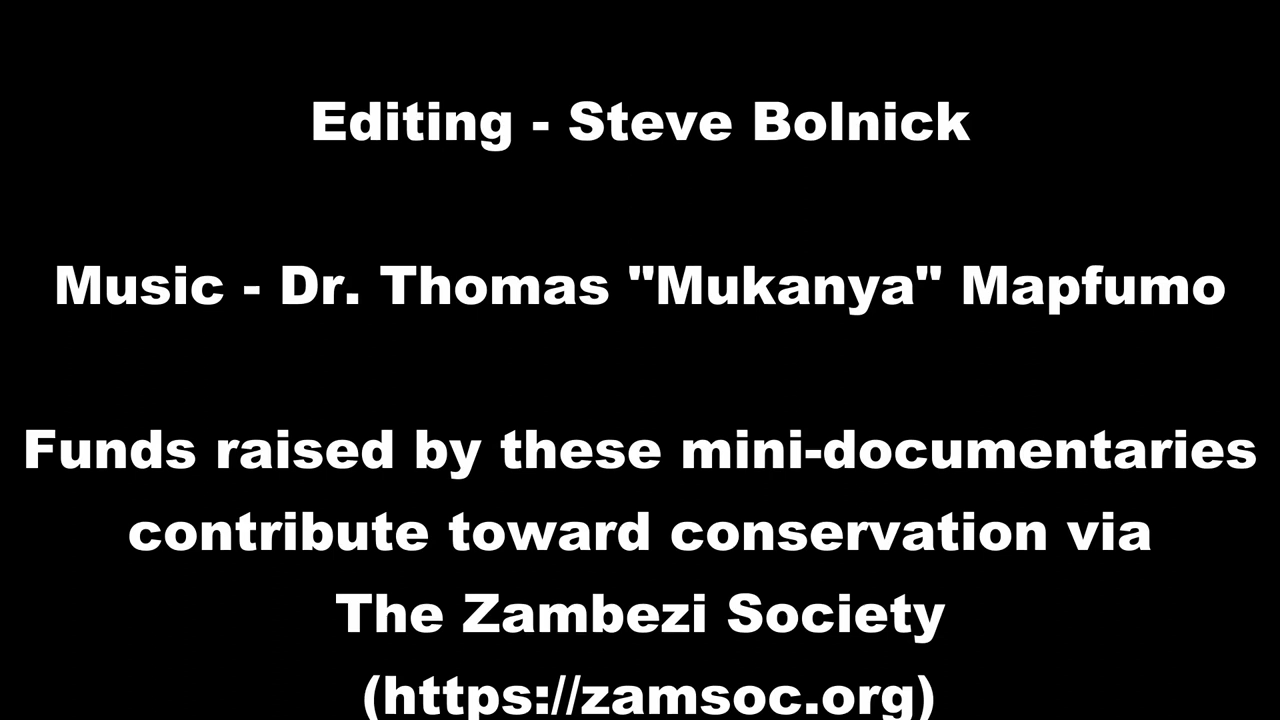 Editing - Steve Bolnick
Music - Dr. Thomas "Mukanya" Mapfumo
Funds raised by these mini-documentaries
contribute toward conservation via
The Zambezi Society
(https://zamsoc.org)